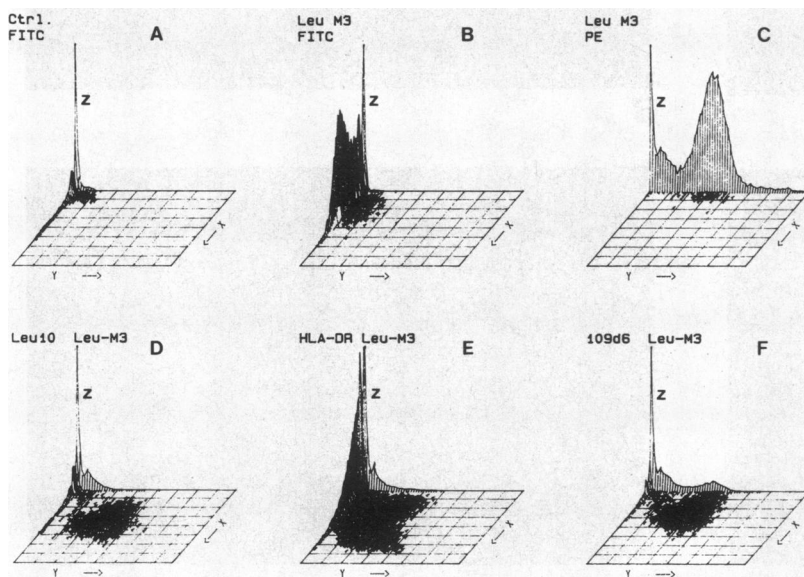 Ctrl.
FITC
A
Z
X
Y
Leu M3
FITC
B
Z
X
Y
Leu M3
PE
C
Z
X
Y
Leu10 Leu-M3
D
Z
X
Y
HLA-DR Leu-M3
E
Z
X
Y
109d6 Leu-M3
F
Z
X
Y